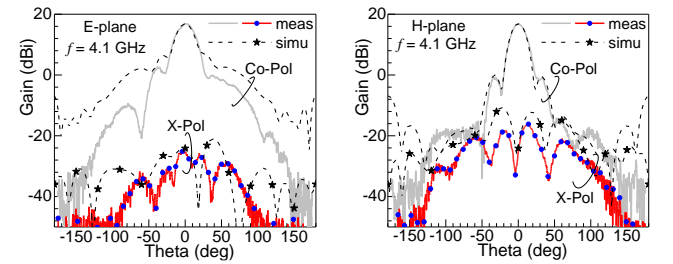 20
0
-20
-40
Gain (dBi)
E-plane
f = 4.1 GHz
meas
simu
Co-Pol
X-Pol
-150 -100 -50 0 50 100 150
Theta (deg)
20
0
-20
-40
Gain (dBi)
H-plane
f = 4.1 GHz
meas
simu
Co-Pol
X-Pol
-150 -100 -50 0 50 100 150
Theta (deg)